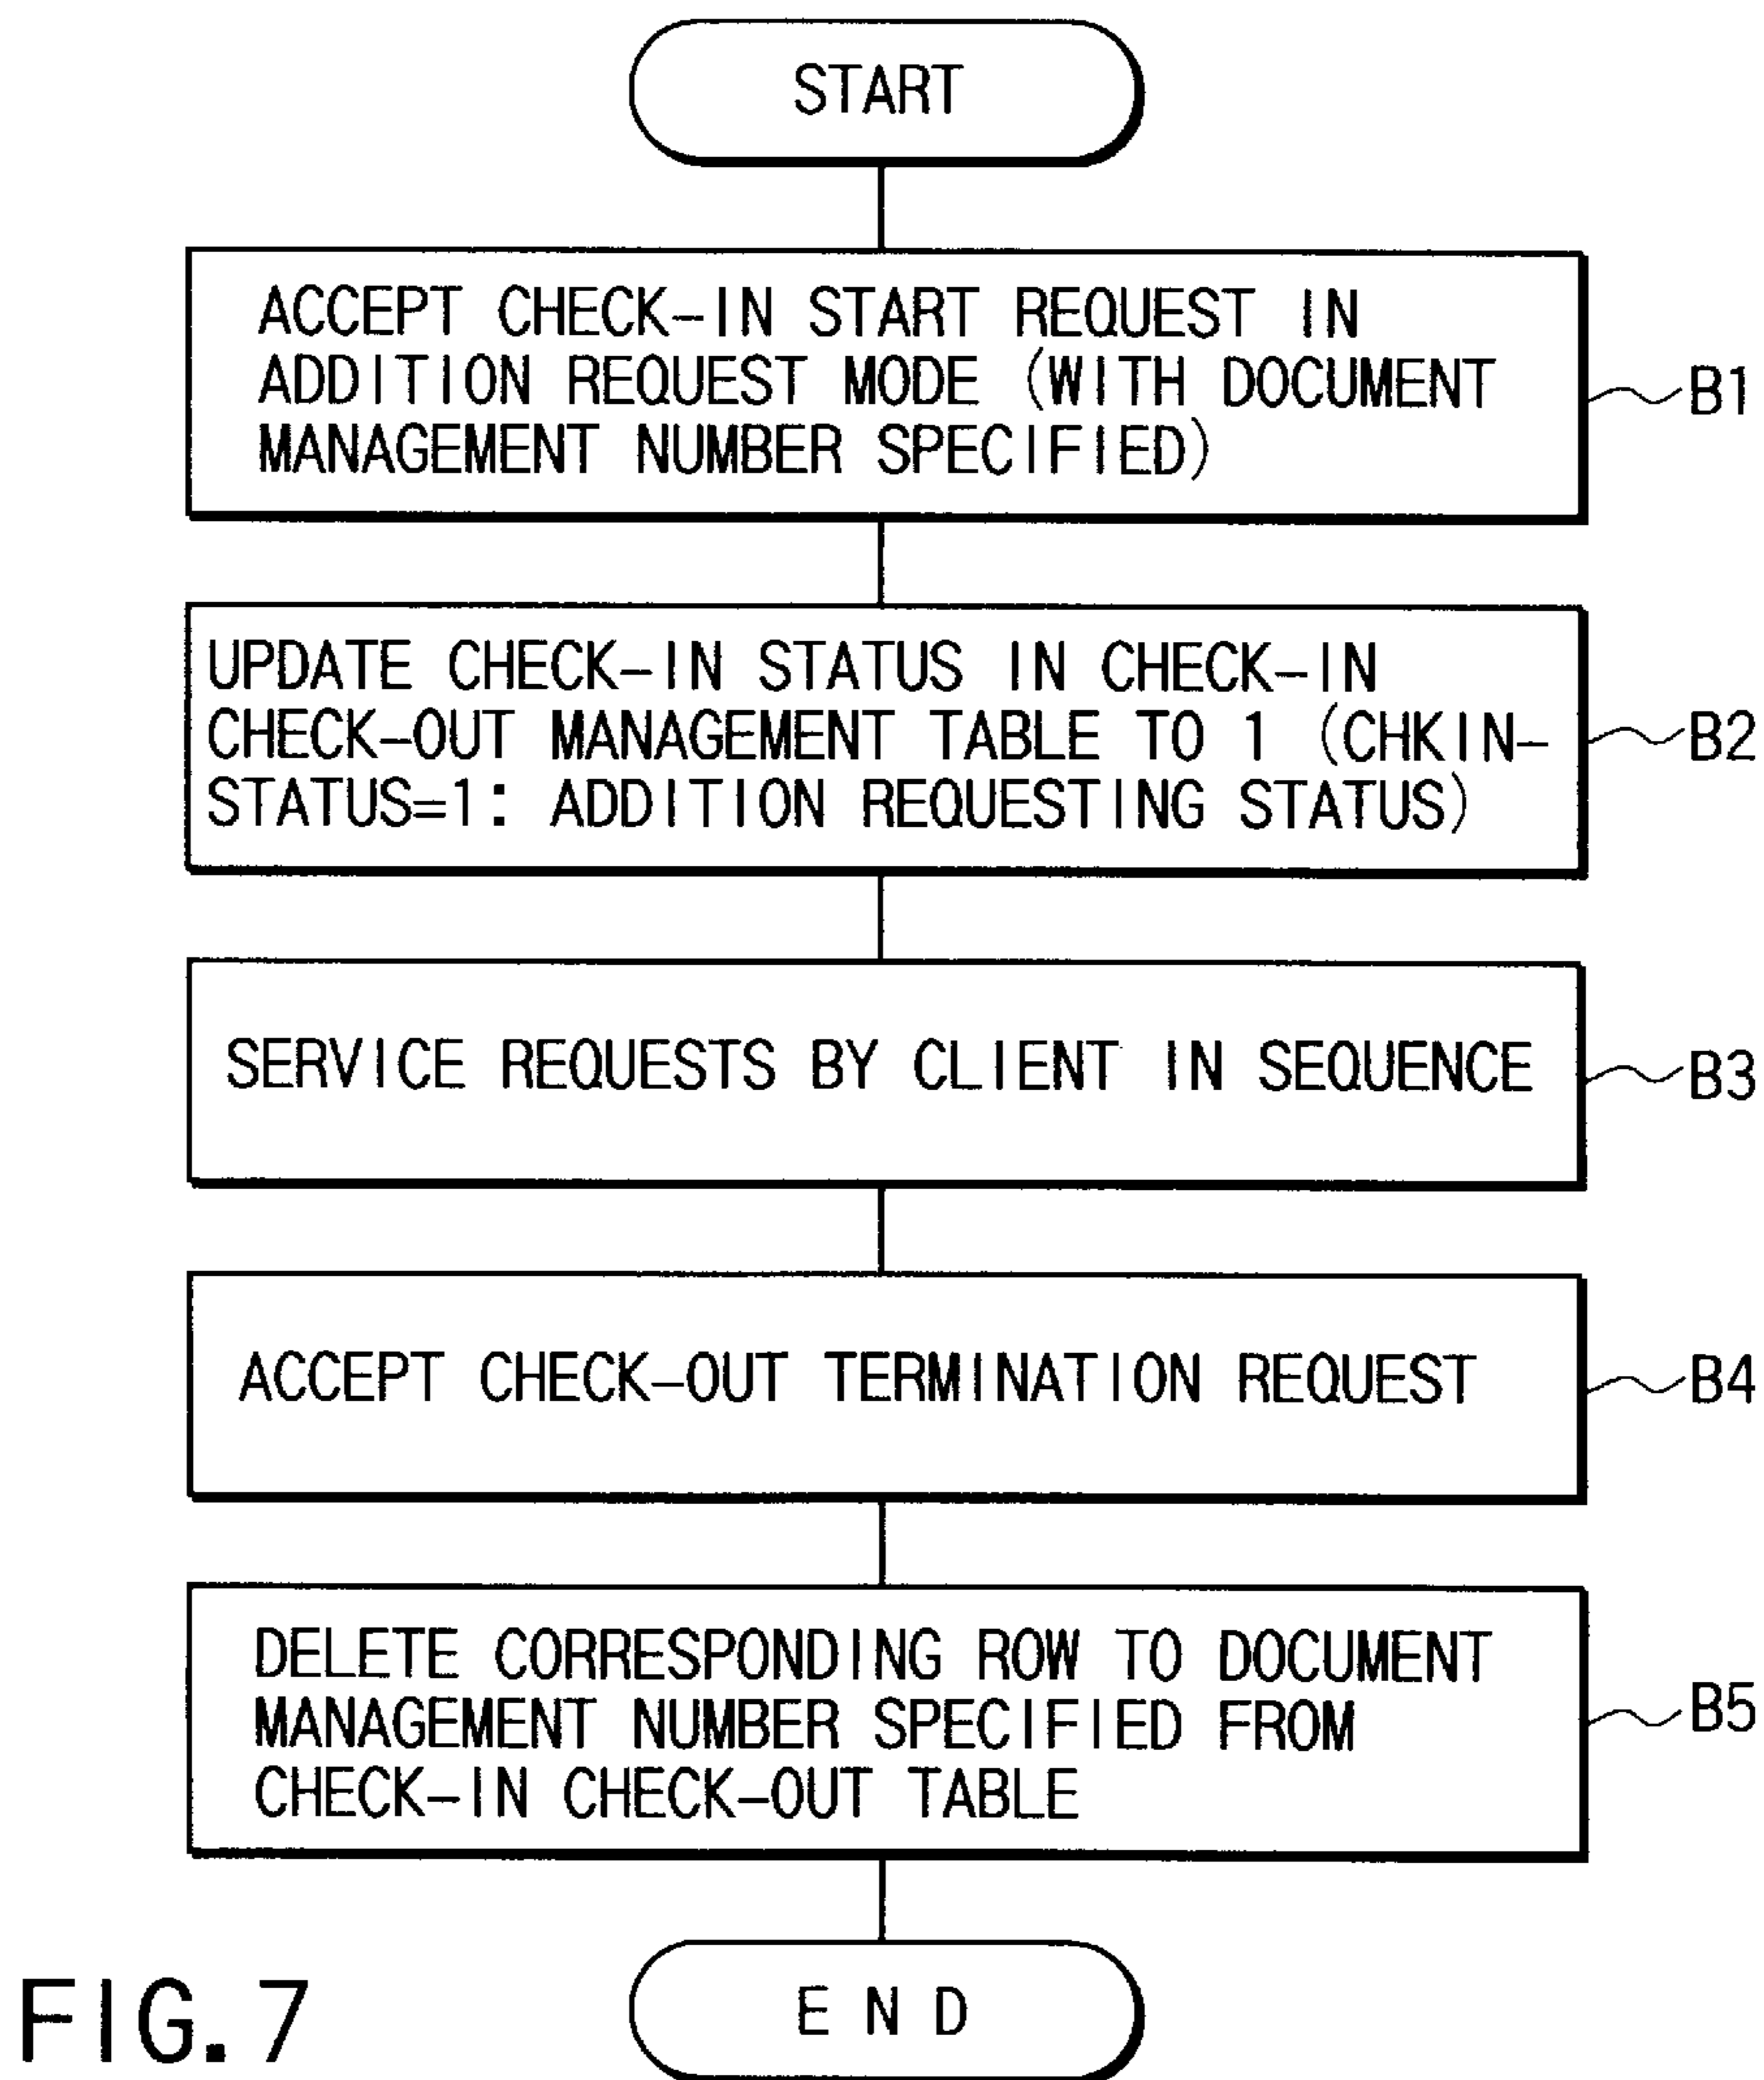 START
ACCEPT CHECK-IN START REQUEST IN
ADDITION REQUEST MODE (WITH DOCUMENT
MANAGEMENT NUMBER SPECIFIED)
B1
UPDATE CHECK-IN STATUS IN CHECK-IN
CHECK-OUT MANAGEMENT TABLE TO 1 (CHKIN-
STATUS=1: ADDITION REQUESTING STATUS)
B2
SERVICE REQUESTS BY CLIENT IN SEQUENCE
B3
ACCEPT CHECK-OUT TERMINATION REQUEST
B4
DELETE CORRESPONDING ROW TO DOCUMENT
MANAGEMENT NUMBER SPECIFIED FROM
CHECK-IN CHECK-OUT TABLE
B5
END
FIG. 7